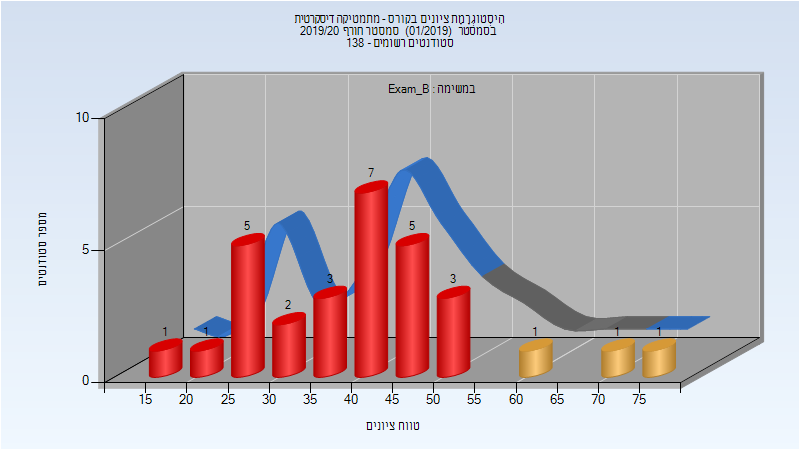 היסטוגרמת ציונים בקורס - מתמטיקה דיסקרטית
בסמסטר (01/2019) סמסטר חורף 2019/20
סטודנטים רשומים - 138
במשימה : Exam_B
מספר סטודנטים
10
5
0
1
1
5
2
3
7
5
3
1
1
1
15 20 25 30 35 40 45 50 55 60 65 70 75
טווח ציונים